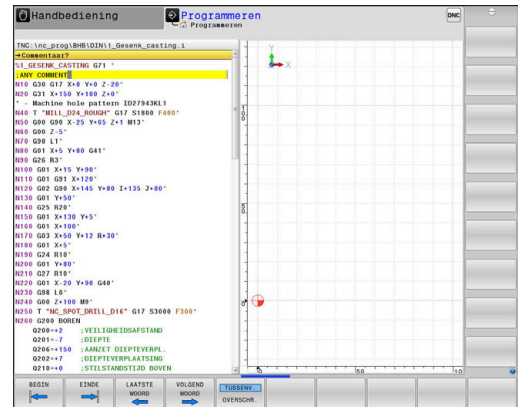 Handbediening
Programmeren
Programmeren
DNC
TNC:\nc_prog\BHB\DIN\1_Gesenk_casting.i
→Commentaar?
%1_GESENK_CASTING G71 *
;ANY COMMENT
N10 G30 G17 X+0 Y+0 Z-20*
N20 G31 X+150 Y+100 Z+0*
* - Machine hole pattern ID27943KL1
N40 T "MILL_D24_ROUGH" G17 S1800 F400*
N50 G00 G90 X-25 Y+65 Z+1 M13*
N60 G00 Z-5*
N70 G98 L1*
N80 G01 X+5 Y+80 G41*
N90 G26 R3*
N100 G01 X+15 Y+90*
N110 G01 G91 X+120*
N120 G02 G90 X+145 Y+80 I+135 J+80*
N130 G01 Y+50*
N140 G25 R20*
N150 G01 X+130 Y+5*
N160 G01 X+100*
N170 G03 X+50 Y+12 R+30*
N180 G01 X+5*
N190 G24 R10*
N200 G01 Y+80*
N210 G27 R10*
N220 G01 X-20 Y+90 G40*
N230 G98 L0*
N240 G00 Z+100 M9*
N250 T "NC_SPOT_DRILL_D16" G17 S3000 F300*
N260 G200 BOREN
Q200=+2 ;VEILIGHEIDSAFSTAND
Q201=-7 ;DIEPTE
Q206=+150 ;AANZET DIEPTEVERPL.
Q202=+7 ;DIEPTEVERPLAATSING
Q210=+0 ;STILSTANDSTIJD BOVEN
Y
X
100
50
0
0
50
10
BEGIN
EINDE
LAATSTE WOORD
VOLGEND WOORD
TUSSENV.
OVERSCHR.